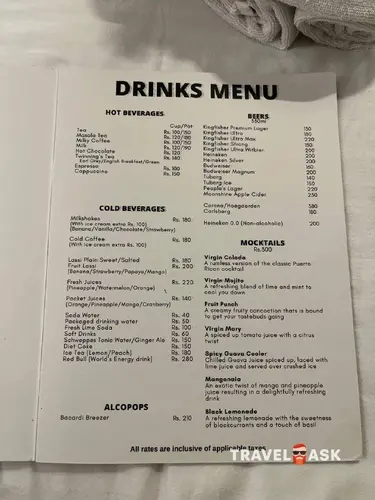 DRINKS MENU
HOT BEVERAGES
Cup/Pot
Tea Rs. 100/150
Masala Tea Rs. 120/180
Milky Coffee Rs. 100/150
Milk Rs. 120/190
Hot Chocolate Rs. 120
Twinning's Tea Rs. 140
Earl Grey/English Breakfast/Green
Espresso Rs. 100
Cappuccino Rs. 150
COLD BEVERAGES
Milkshakes Rs. 180
(With ice cream extra Rs. 100)
(Banana/Vanilla/Chocolate/Strawberry)
Cold Coffee Rs. 180
(With ice cream extra Rs. 100)
Lassi Plain Sweet/Salted Rs. 180
Fruit Lassi Rs. 200
(Banana/Strawberry/Papaya/Mango)
Fresh Juices Rs. 220
(Pineapple/Watermelon/Orange)
Packet Juices Rs. 140
(Orange/Pineapple/Mango/Cranberry)
Soda Water Rs. 40
Packaged drinking water Rs. 50
Fresh Lime Soda Rs. 100
Soft Drinks Rs. 60
Schweppes Tonic Water/Ginger Ale Rs. 150
Diet Coke Rs. 150
Ice Tea (Lemon/Peach) Rs. 180
Red Bull (World's Energy drink) Rs. 280
ALCOPOPS
Bacardi Breezer Rs. 210
BEERS
330ml
Kingfisher Premium Lager 150
Kingfisher Ultra 180
Kingfisher Ultra Max 220
Kingfisher Strong 150
Kingfisher Ultra Witbier 200
Heineken 200
Heineken Silver 200
Budweiser 160
Budweiser Magnum 200
Tuborg 140
Tuborg Ice 150
People's Lager 220
Moonshine Apple Cider 250
Corona/Hoegaarden 380
Carlsberg 180
Heineken 0.0 (Non-alcoholic) 200
MOCKTAILS
Rs.300
Virgin Colada
A rumless version of the classic Puerto
Rican cocktail
Virgin Mojito
A refreshing blend of lime and mint to
cool you down
Fruit Punch
A creamy fruity concoction that is bound
to get your tastebuds going
Virgin Mary
A spiced up tomato juice with a citrus
twist
Spicy Guava Cooler
Chilled Guava Juice spiced up, laced with
lime juice and served over crushed ice
Manganaia
An exotic twist of mango and pineapple
juice resulting in a delightfully refreshing
drink
Black Lemonade
A refreshing lemonade with the sweetness
of blackcurrants and a touch of basil
All rates are inclusive of applicable taxes
TRAVEL ASK